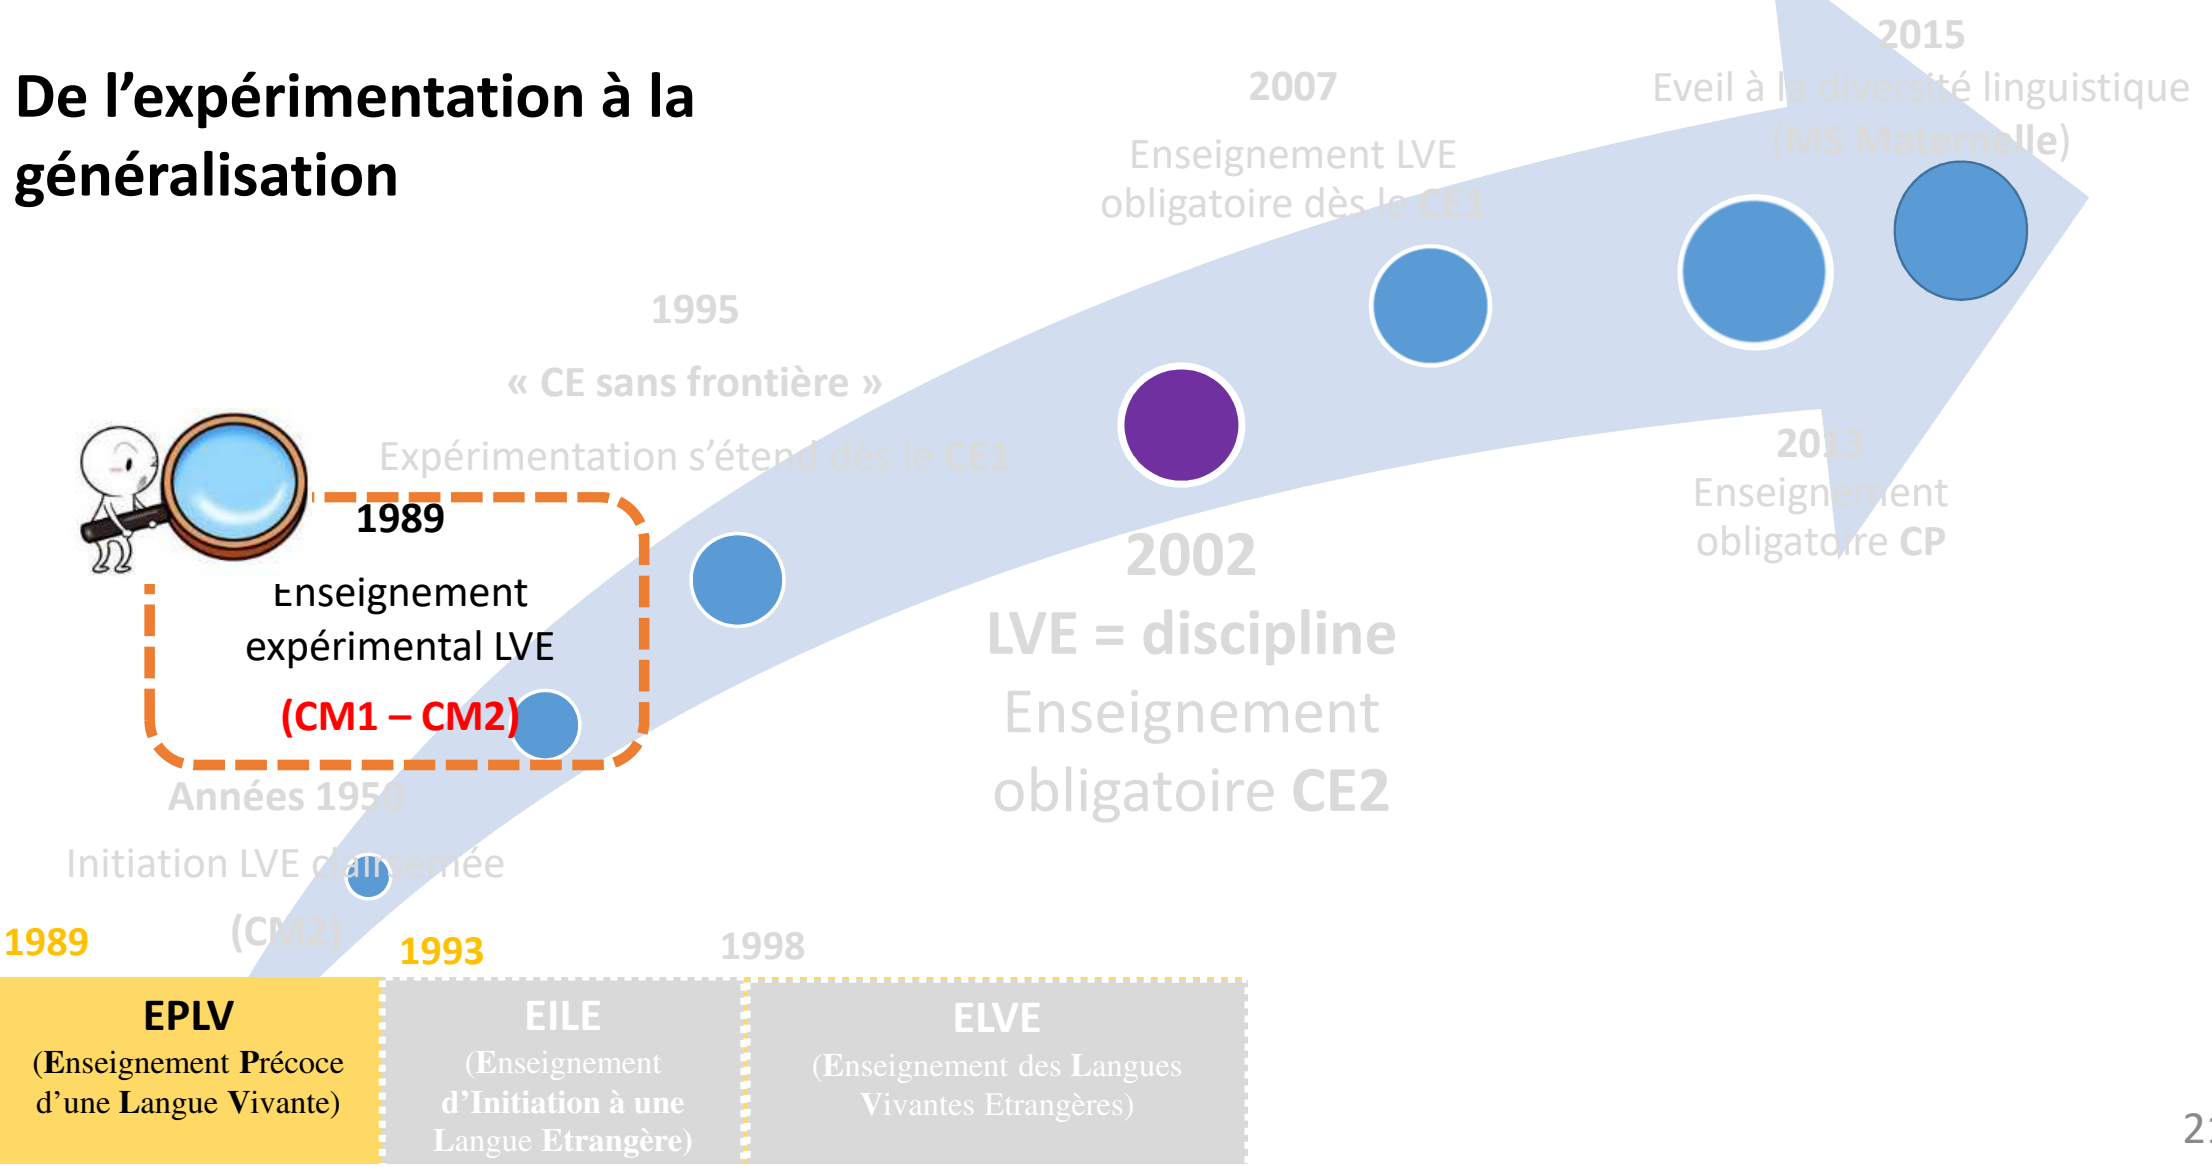 De l’expérimentation à la
généralisation
2015
Eveil à la diversité linguistique
(MS Maternelle)
2007
Enseignement LVE
obligatoire dès le CE1
1995
« CE sans frontière »
Expérimentation s’étend dès le CE1
1989
Enseignement
expérimental LVE
(CM1 – CM2)
2013
Enseignement
obligatoire CP
2002
LVE = discipline
Enseignement
obligatoire CE2
Années 1950
Initiation LVE clairsemée
(CM2)
1989
1993
1998
EPLV
(Enseignement Précoce
d’une Langue Vivante)
EILE
(Enseignement
d’Initiation à une
Langue Etrangère)
ELVE
(Enseignement des Langues
Vivantes Etrangères)